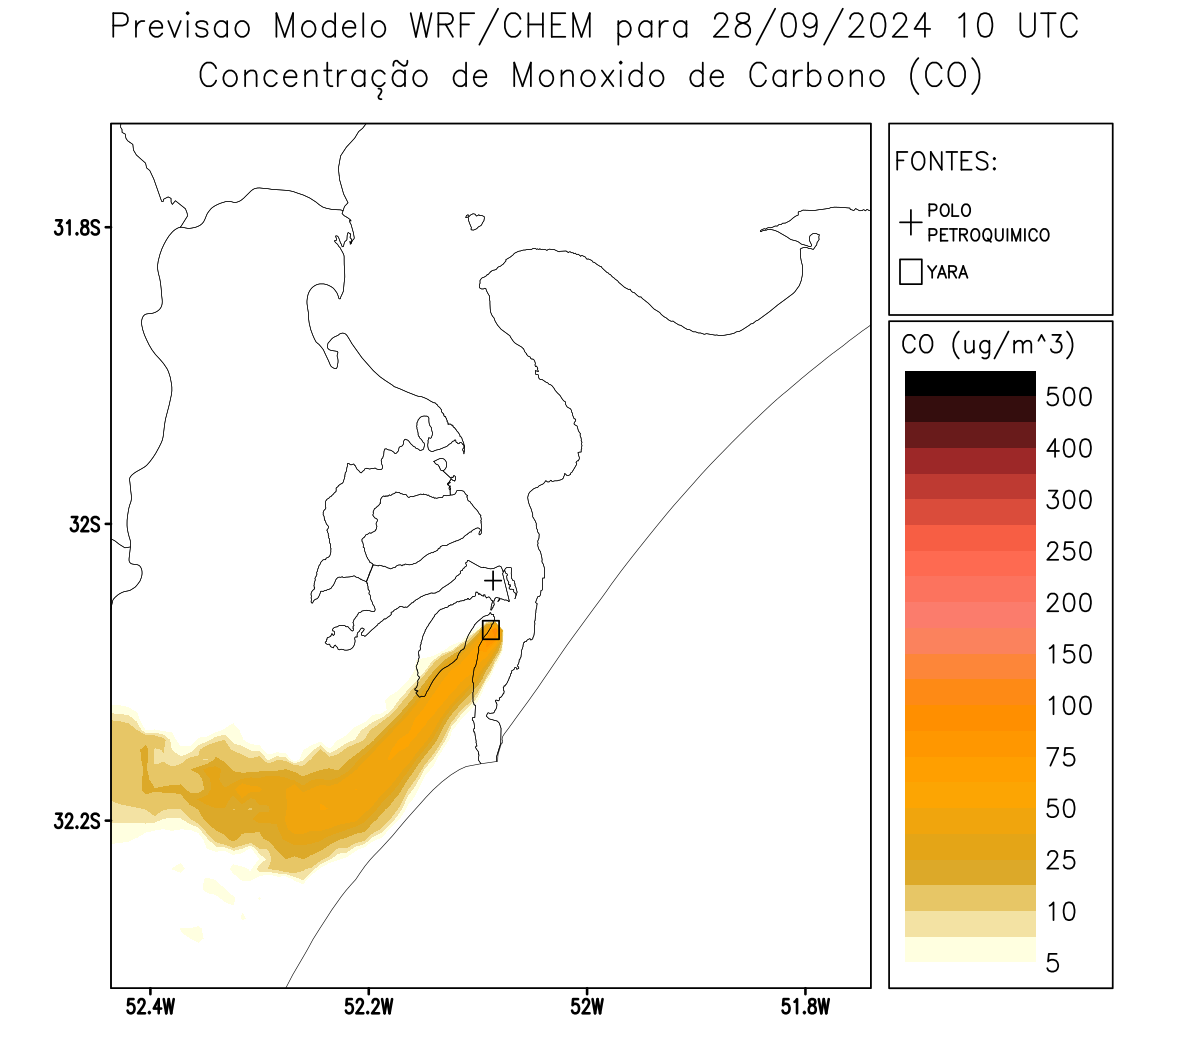 Previsao Modelo WRF/CHEM para 28/09/2024 10 UTC
Concentração de Monoxido de Carbono (CO)
FONTES:
POLO
PETROQUIMICO
YARA
CO (ug/m^3)
500
400
300
250
200
150
100
75
50
25
10
5
31.8S
32S
32.2S
52.4W
52.2W
52W
51.8W